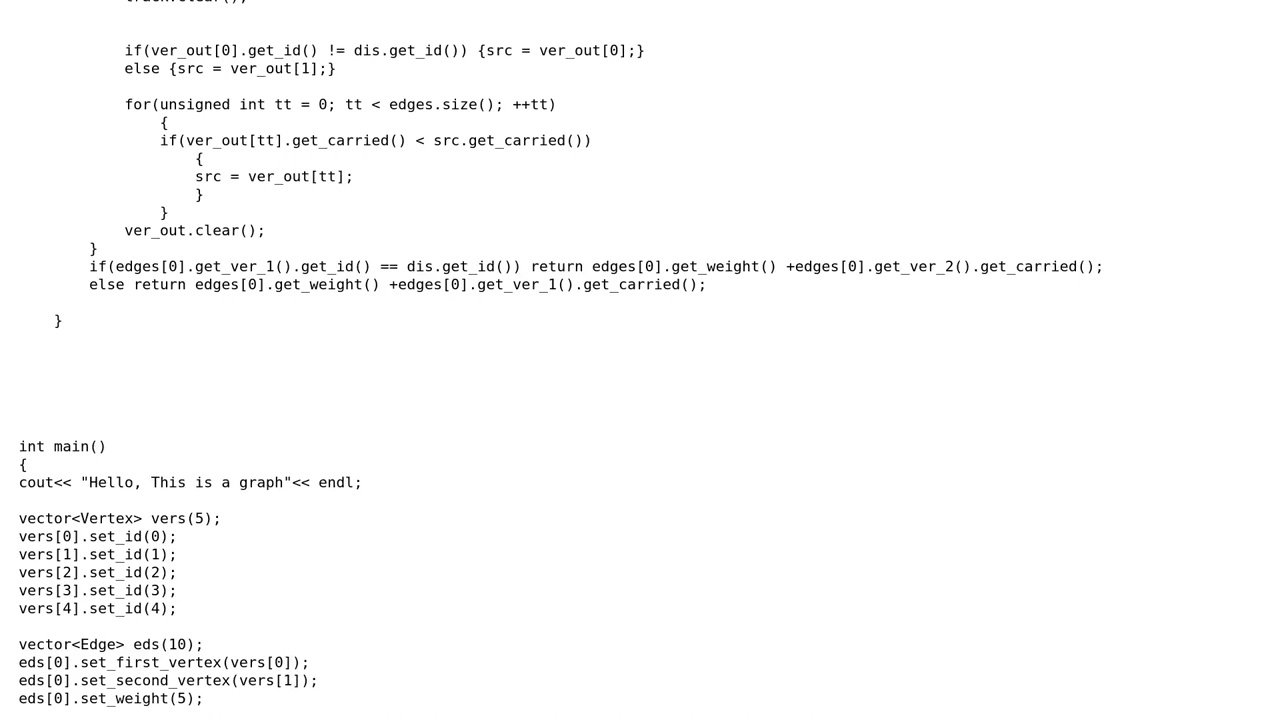 if(ver_out[0].get_id() != dis.get_id()) {src = ver_out[0];}
else {src = ver_out[1];}
for(unsigned int tt = 0; tt < edges.size(); ++tt)
{
if(ver_out[tt].get_carried() < src.get_carried())
{
src = ver_out[tt];
}
}
ver_out.clear();
}
if(edges[0].get_ver_1().get_id() == dis.get_id()) return edges[0].get_weight() +edges[0].get_ver_2().get_carried();
else return edges[0].get_weight() +edges[0].get_ver_1().get_carried();
}
int main()
{
cout<< "Hello, This is a graph"<< endl;
vector<Vertex> vers(5);
vers[0].set_id(0);
vers[1].set_id(1);
vers[2].set_id(2);
vers[3].set_id(3);
vers[4].set_id(4);
vector<Edge> eds(10);
eds[0].set_first_vertex(vers[0]);
eds[0].set_second_vertex(vers[1]);
eds[0].set_weight(5);